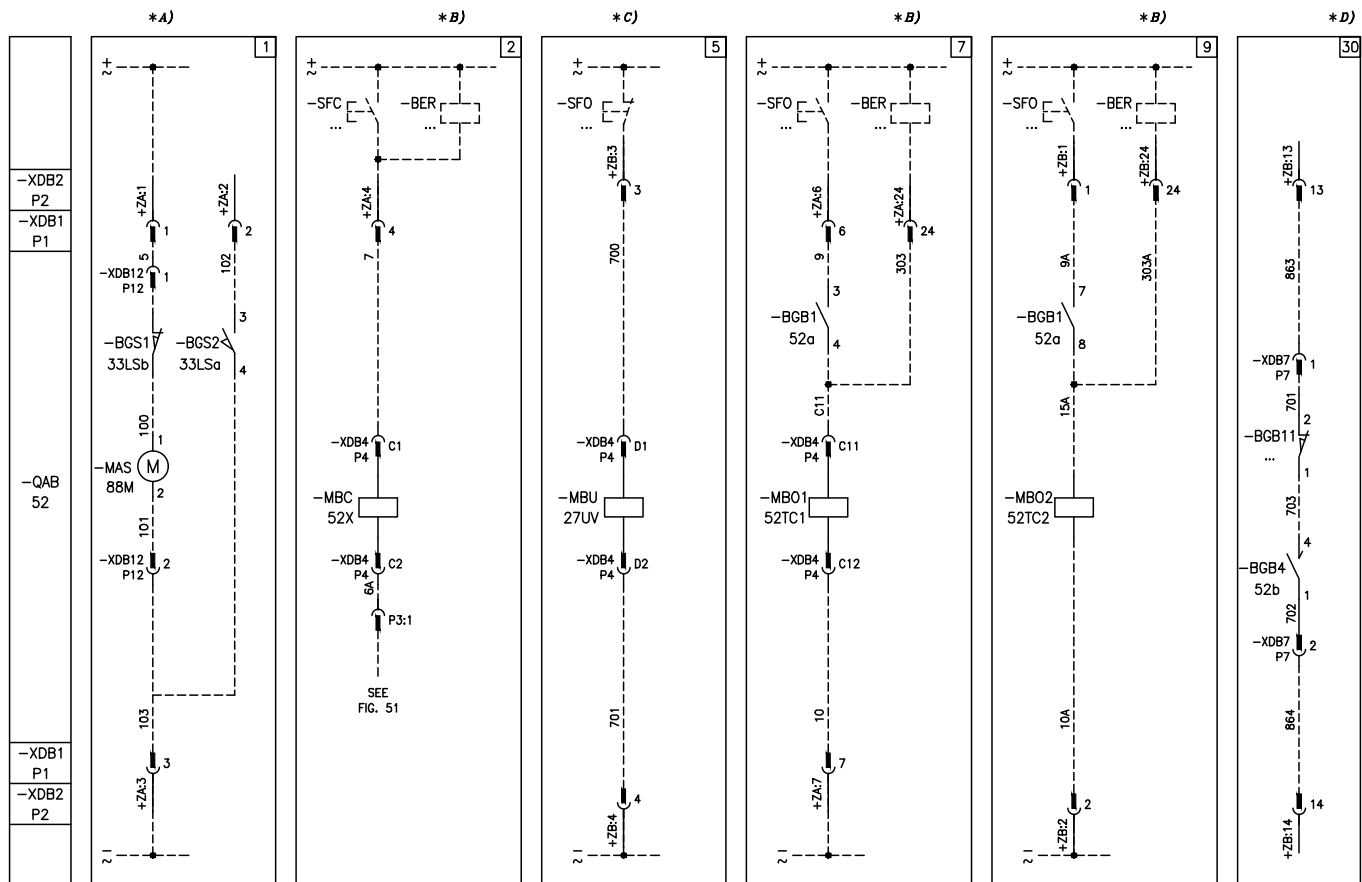 *A)
*B)
*C)
*B)
*B)
*D)
-XDB2
P2
-XDB1
P1
-QAB
52
-XDB1
P1
-XDB2
P2
1
+
~
+ZA:1
+ZA:2
1
2
5
102
-XDB12
P12
1
3
-BGS1
33LSb
-BGS2
33LSa
4
100
1
-MAS
88M
M
2
101
-XDB12
P12
2
103
3
+ZA:3
–
~
2
+
~
-SFC
...
-BER
...
+ZA:4
4
7
-XDB4
P4
C1
-MBC
52X
-XDB4
P4
C2
6A
P3:1
SEE
FIG. 51
5
+
~
-SFO
...
+ZB:3
3
700
-XDB4
P4
D1
-MBU
27UV
-XDB4
P4
D2
701
4
+ZB:4
–
~
7
+
~
-SFO
...
-BER
...
+ZA:6
+ZA:24
6
24
9
303
3
-BGB1
52a
4
C11
-XDB4
P4
C11
-MBO1
52TC1
-XDB4
P4
C12
10
7
+ZA:7
–
~
9
+
~
-SFO
...
-BER
...
+ZB:1
+ZB:24
1
24
9A
303A
7
-BGB1
52a
8
15A
-MBO2
52TC2
10A
2
+ZB:2
–
~
30
+ZB:13
13
863
-XDB7
P7
1
701
2
-BGB11
...
1
703
4
-BGB4
52b
1
702
-XDB7
P7
2
864
14
+ZB:14